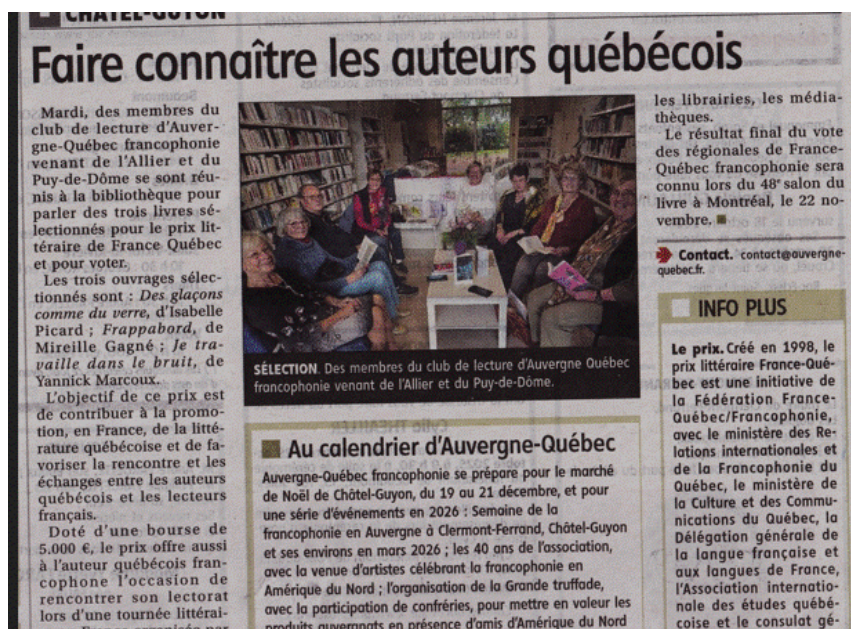 CHATEL-GUYON
Faire connaître les auteurs québécois
Mardi, des membres du
club de lecture d'Auver-
gne-Québec francophonie
venant de l'Allier et du
Puy-de-Dôme se sont réu-
nis à la bibliothèque pour
parler des trois livres sé-
lectionnés pour le prix lit-
téraire de France Québec
et pour voter.
Les trois ouvrages sélec-
tionnés sont : Des glaçons
comme du verre, d'Isabelle
Picard ; Frappabord, de
Mireille Gagné ; Je tra-
vaille dans le bruit, de
Yannick Marcoux.
L'objectif de ce prix est
de contribuer à la promo-
tion, en France, de la litté-
rature québécoise et de fa-
voriser la rencontre et les
échanges entre les auteurs
québécois et les lecteurs
français.
Doté d'une bourse de
5.000 €, le prix offre aussi
à l'auteur québécois fran-
cophone l'occasion de
rencontrer son lectorat
lors d'une tournée littérai-
SÉLECTION. Des membres du club de lecture d'Auvergne Québec
francophonie venant de l'Allier et du Puy-de-Dôme.
les librairies, les média-
thèques.
Le résultat final du vote
des régionales de France-
Québec francophonie sera
connu lors du 48e salon du
livre à Montréal, le 22 no-
vembre.
Contact. contact@auvergne-
quebec.fr.
Au calendrier d'Auvergne-Québec
Auvergne-Québec francophonie se prépare pour le marché
de Noël de Châtel-Guyon, du 19 au 21 décembre, et pour
une série d'événements en 2026 : Semaine de la
francophonie en Auvergne à Clermont-Ferrand, Châtel-Guyon
et ses environs en mars 2026 ; les 40 ans de l'association,
avec la venue d'artistes célébrant la francophonie en
Amérique du Nord ; l'organisation de la Grande truffade,
avec la participation de confréries, pour mettre en valeur les
produits auvergnats en présence d'amis d'Amérique du Nord
INFO PLUS
Le prix. Créé en 1998, le
prix littéraire France-Qué-
bec est une initiative de
la Fédération France-
Québec/Francophonie,
avec le ministère des Re-
lations internationales et
de la Francophonie du
Québec, le ministère de
la Culture et des Commu-
nications du Québec, la
Délégation générale de
la langue française et
aux langues de France,
l'Association internatio-
nale des études québé-
coise et le consulat gé-